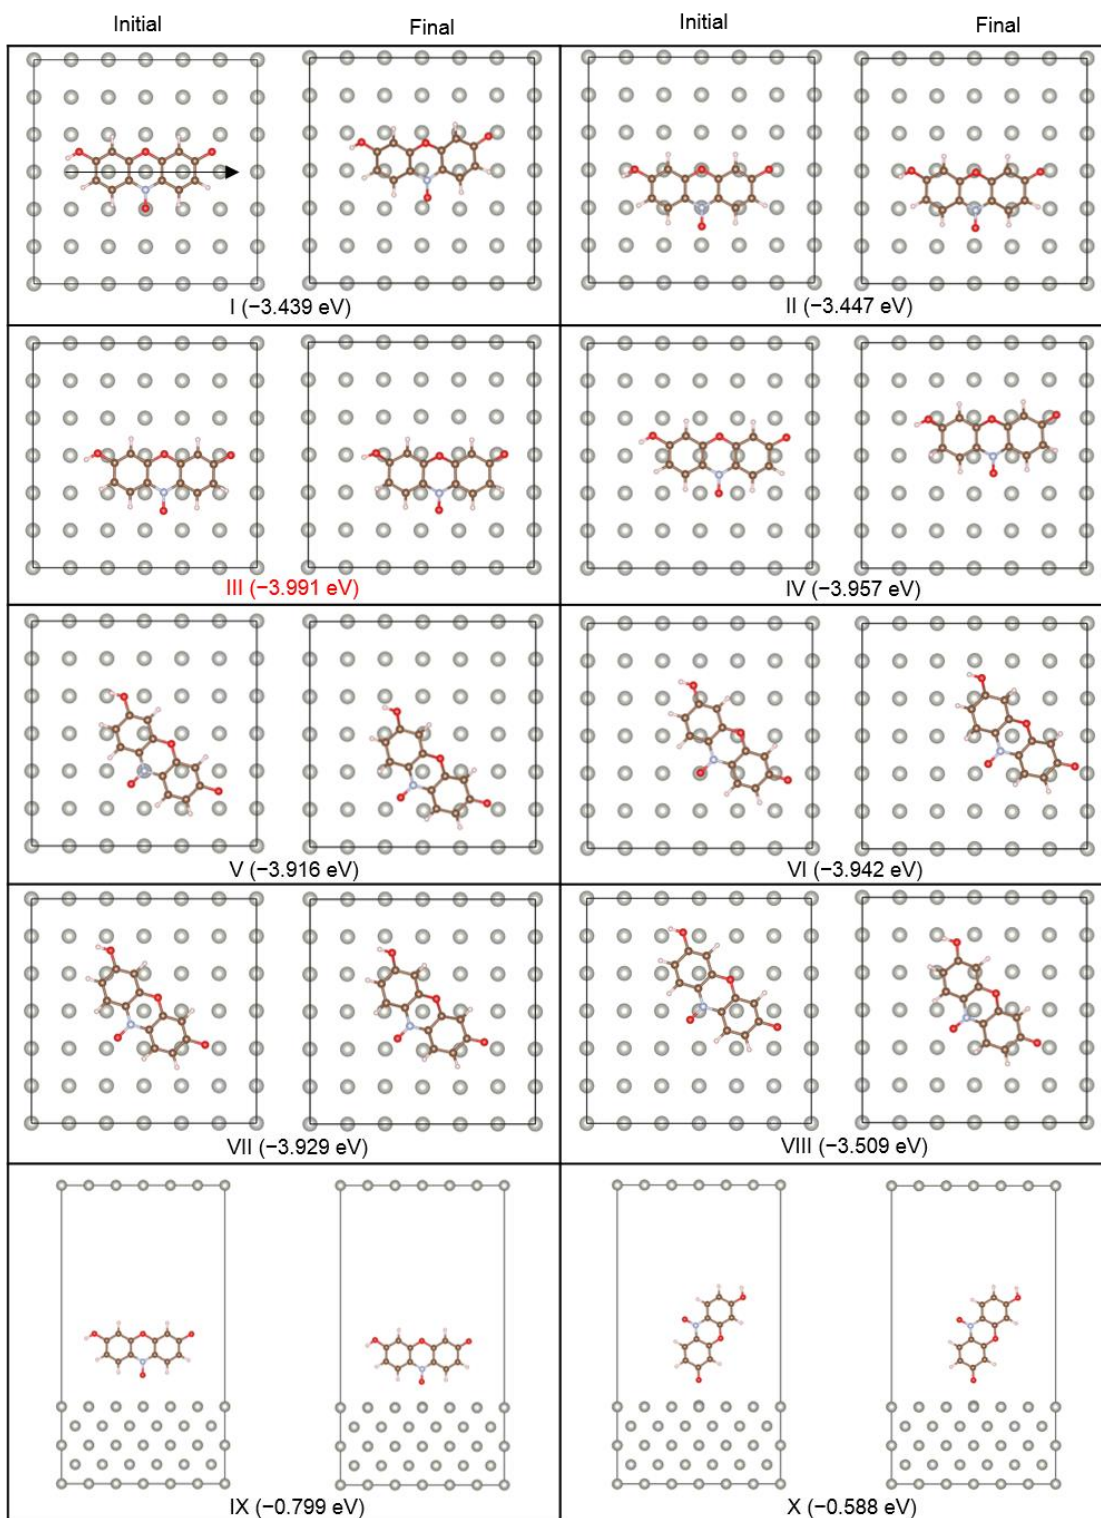 Initial Final Initial Final
I (−3.439 eV) II (−3.447 eV)
III (−3.991 eV) IV (−3.957 eV)
V (−3.916 eV) VI (−3.942 eV)
VII (−3.929 eV) VIII (−3.509 eV)
IX (−0.799 eV) X (−0.588 eV)